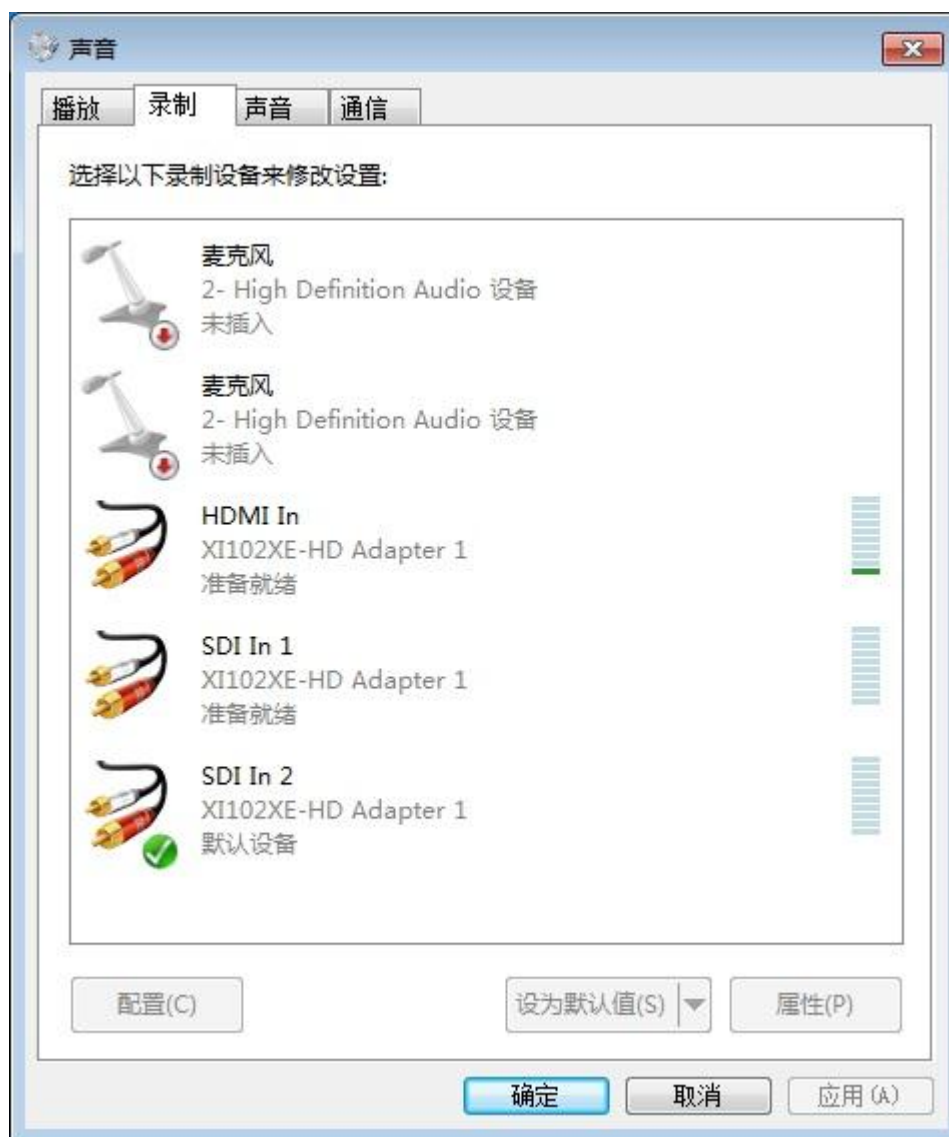 声音
播放 录制 声音 通信
选择以下录制设备来修改设置:
麦克风
2- High Definition Audio 设备
未插入
麦克风
2- High Definition Audio 设备
未插入
HDMI In
XI102XE-HD Adapter 1
准备就绪
SDI In 1
XI102XE-HD Adapter 1
准备就绪
SDI In 2
XI102XE-HD Adapter 1
默认设备
配置(C) 设为默认值(S) 属性(P)
确定 取消 应用(A)